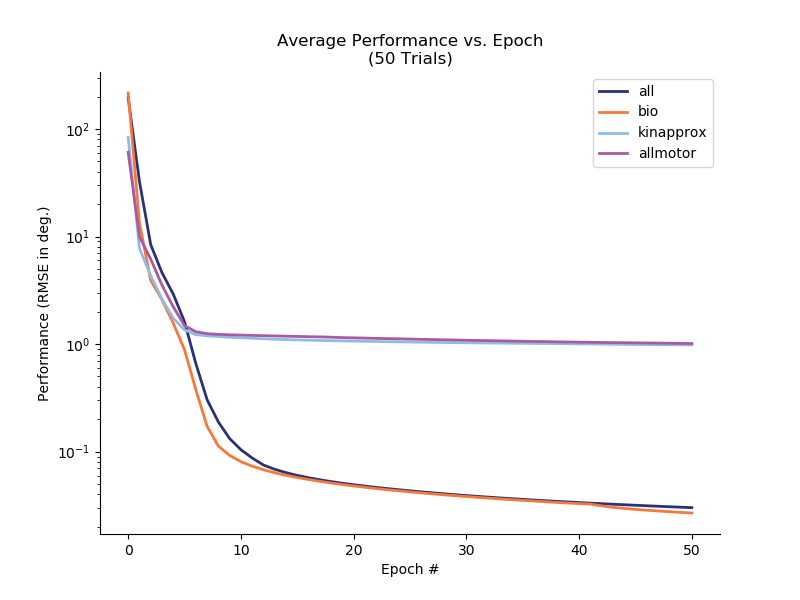 Average Performance vs. Epoch
(50 Trials)
all
bio
kinapprox
allmotor
Performance (RMSE in deg.)
10²
10¹
10⁰
10⁻¹
0 10 20 30 40 50
Epoch #